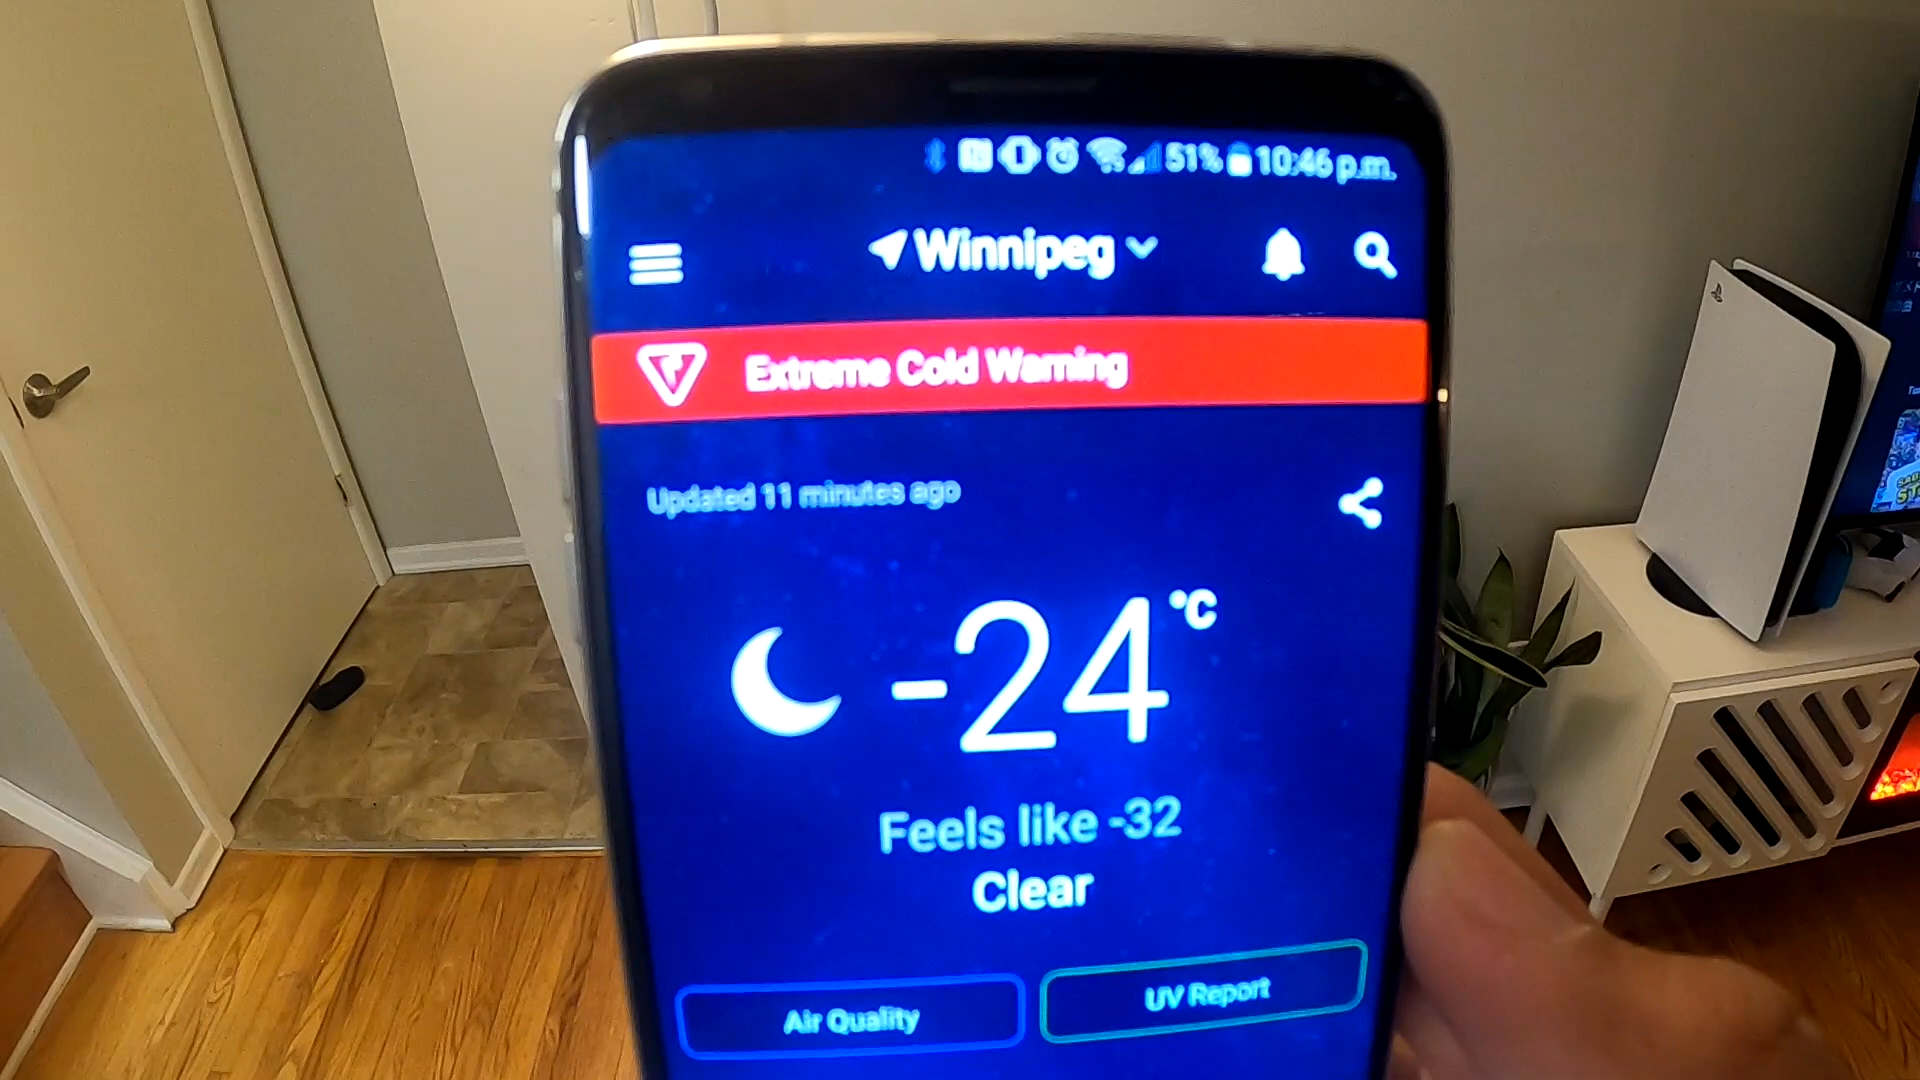 51% 10:46 p.m.
Winnipeg
Extreme Cold Warning
Updated 11 minutes ago
-24°C
Feels like -32
Clear
Air Quality
UV Report